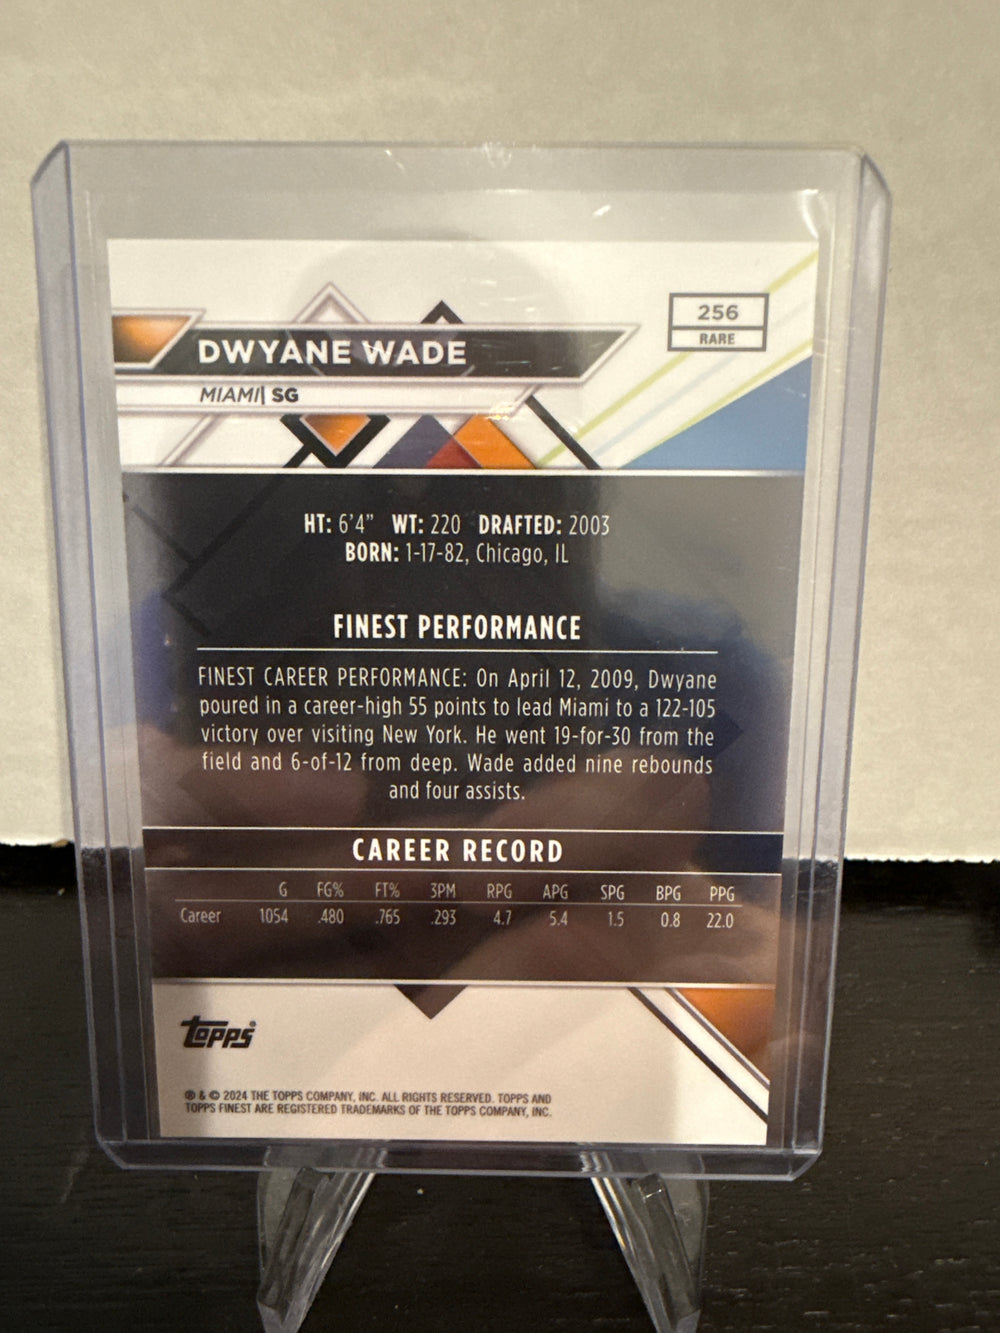 256
RARE
DWYANE WADE
MIAMI| SG
HT: 6'4" WT: 220 DRAFTED: 2003
BORN: 1-17-82, Chicago, IL
FINEST PERFORMANCE
FINEST CAREER PERFORMANCE: On April 12, 2009, Dwyane
poured in a career-high 55 points to lead Miami to a 122-105
victory over visiting New York. He went 19-for-30 from the
field and 6-of-12 from deep. Wade added nine rebounds
and four assists.
CAREER RECORD
G FG% FT% 3PM RPG APG SPG BPG PPG
Career 1054 .480 .765 .293 4.7 5.4 1.5 0.8 22.0
topps®
® & © 2024 THE TOPPS COMPANY, INC. ALL RIGHTS RESERVED. TOPPS AND
TOPPS FINEST ARE REGISTERED TRADEMARKS OF THE TOPPS COMPANY, INC.